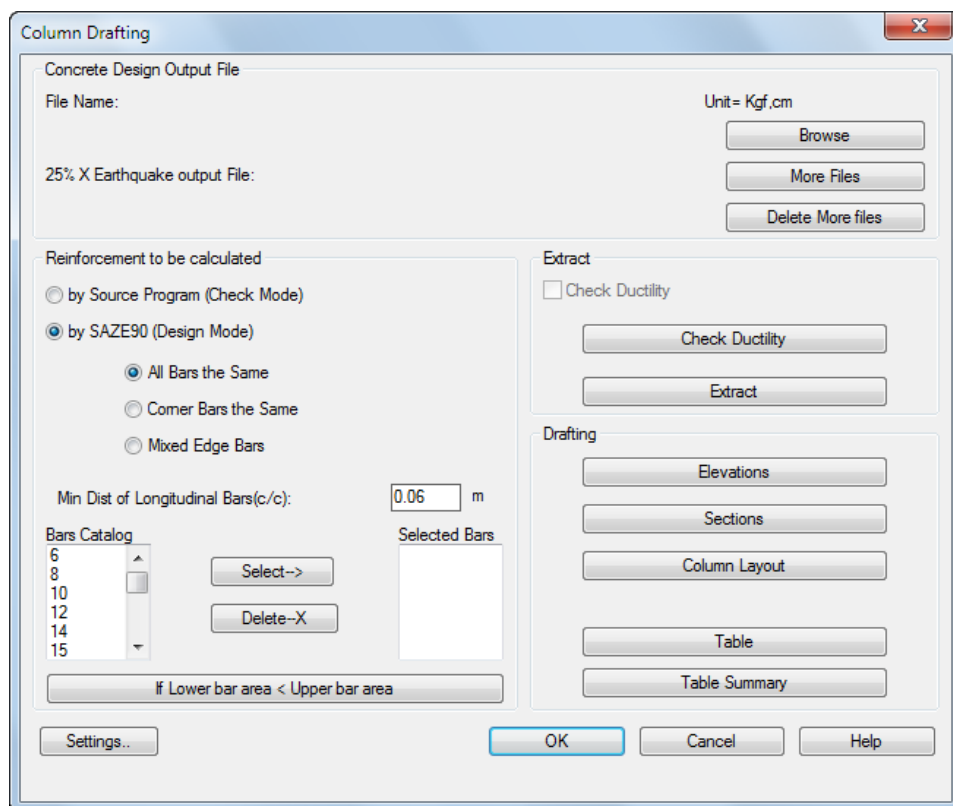 Column Drafting
Concrete Design Output File
File Name:
Unit= Kgf,cm
Browse
25% X Earthquake output File:
More Files
Delete More files
Reinforcement to be calculated
by Source Program (Check Mode)
by SAZE90 (Design Mode)
All Bars the Same
Corner Bars the Same
Mixed Edge Bars
Min Dist of Longitudinal Bars(c/c):
0.06
m
Bars Catalog
6
8
10
12
14
15
Select-->
Delete--X
Selected Bars
If Lower bar area < Upper bar area
Extract
Check Ductility
Check Ductility
Extract
Drafting
Elevations
Sections
Column Layout
Table
Table Summary
Settings..
OK
Cancel
Help